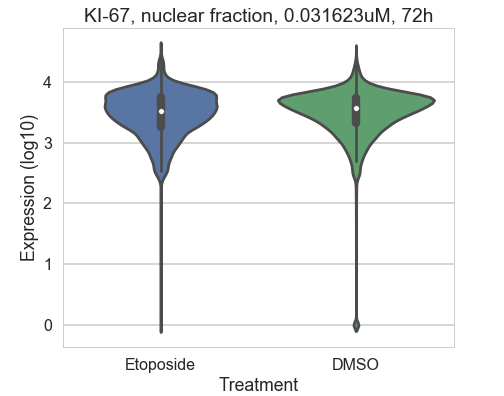 KI-67, nuclear fraction, 0.031623uM, 72h
4
3
2
1
0
Expression (log10)
Etoposide DMSO
Treatment